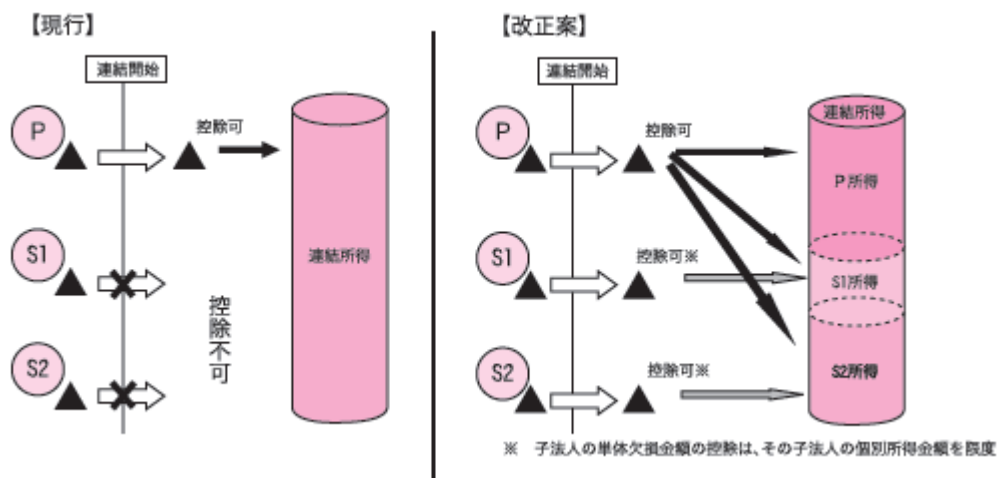 【現行】
連結開始
P
控除可
S1
控除不可
S2
連結所得
【改正案】
連結開始
P
控除可
S1
控除可※
S2
控除可※
連結所得
P所得
S1所得
S2所得
※　子法人の単体欠損金額の控除は、その子法人の個別所得金額を限度